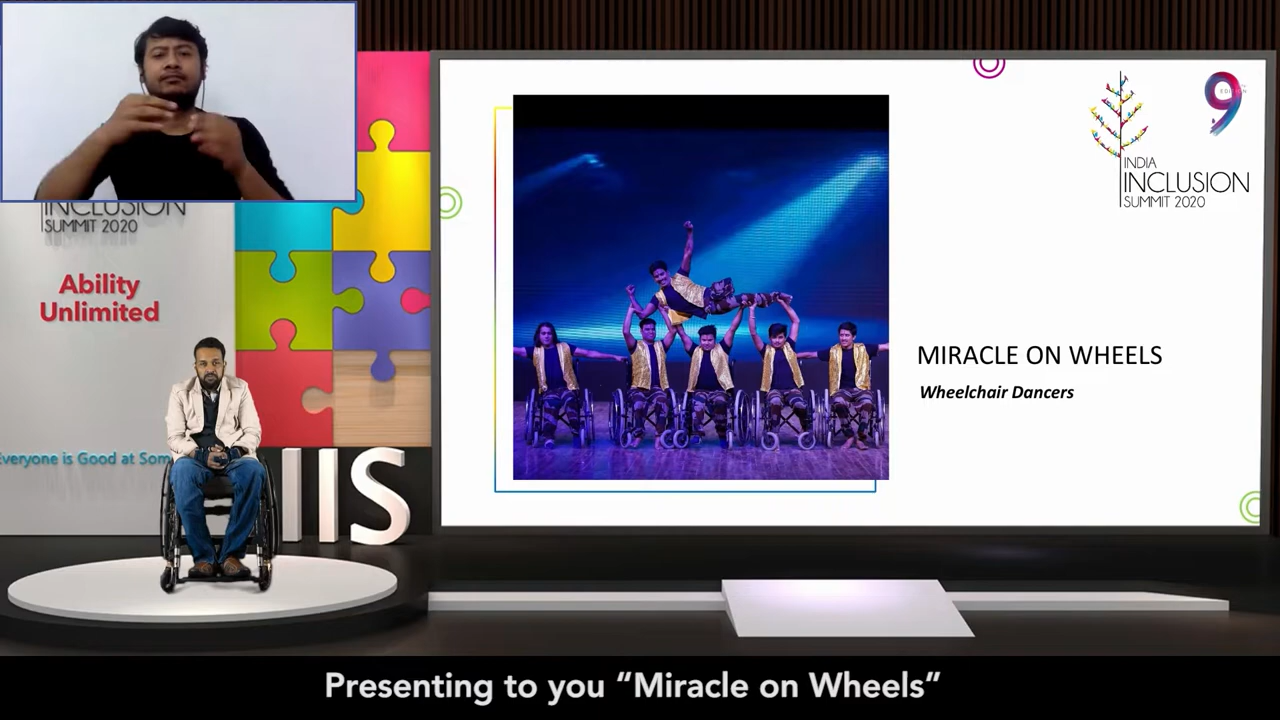 INCLUSION
SUMMIT 2020
Ability
Unlimited
Everyone is Good at Som
IIS
9
EDITION
INDIA
INCLUSION
SUMMIT 2020
MIRACLE ON WHEELS
Wheelchair Dancers
Presenting to you “Miracle on Wheels”